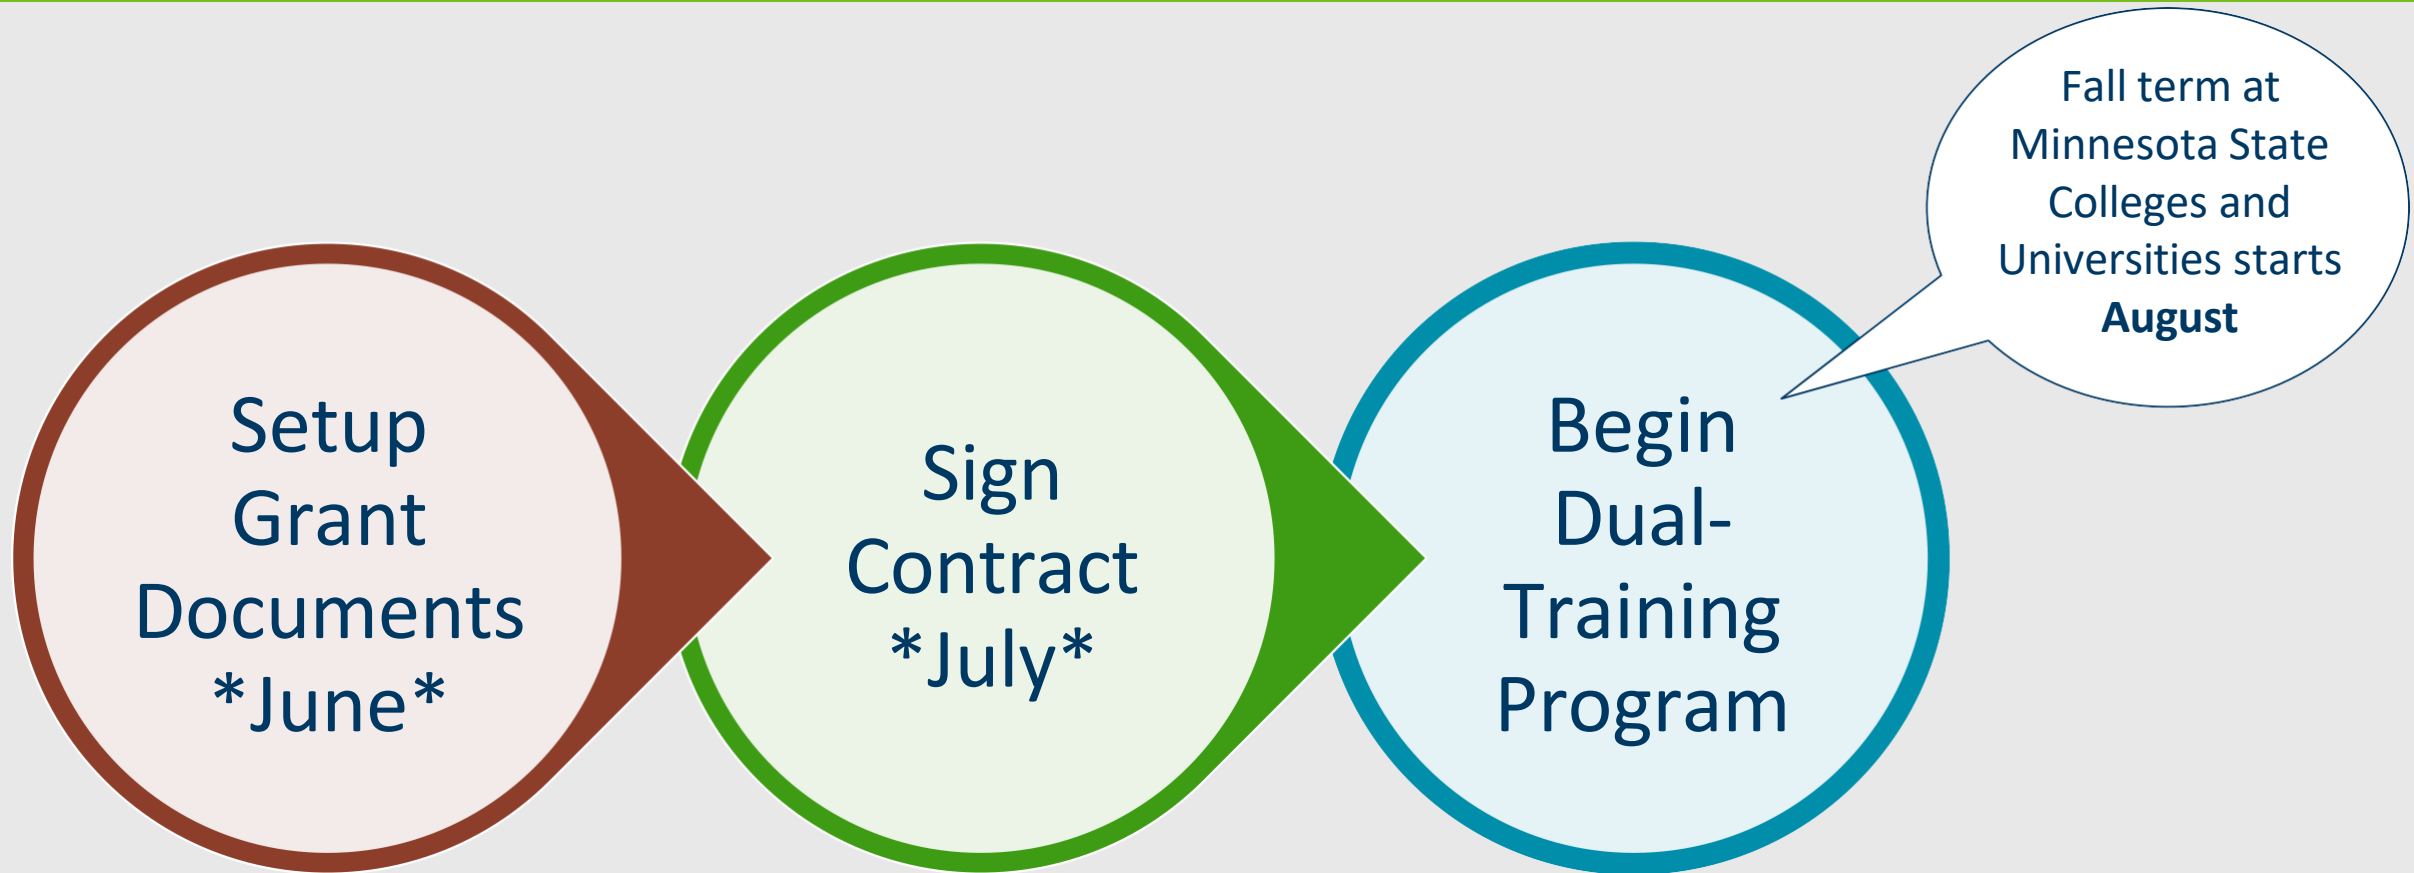 Setup
Grant
Documents
*June*
Sign
Contract
*July*
Begin
Dual-
Training
Program
Fall term at
Minnesota State
Colleges and
Universities starts
August